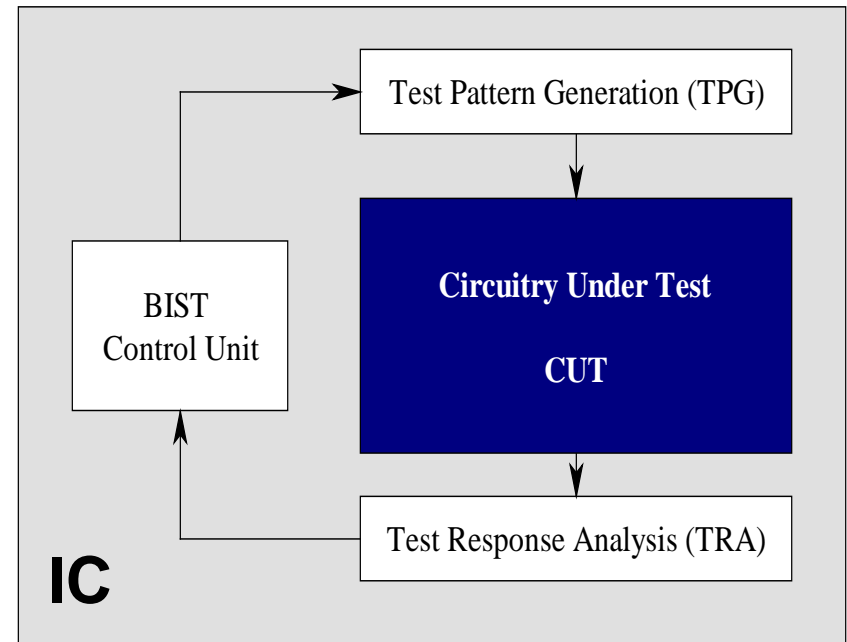 Test Pattern Generation (TPG)
Circuitry Under Test
CUT
BIST
Control Unit
Test Response Analysis (TRA)
IC